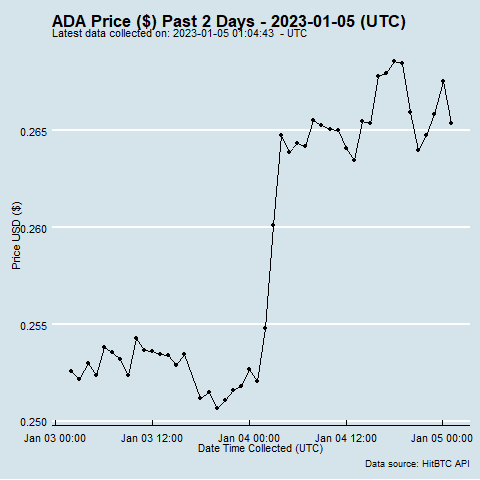 ADA Price ($) Past 2 Days - 2023-01-05 (UTC)
Latest data collected on: 2023-01-05 01:04:43 - UTC
0.265
0.260
0.255
0.250
Price USD ($)
Jan 03 00:00 Jan 03 12:00 Jan 04 00:00 Jan 04 12:00 Jan 05 00:00
Date Time Collected (UTC)
Data source: HitBTC API